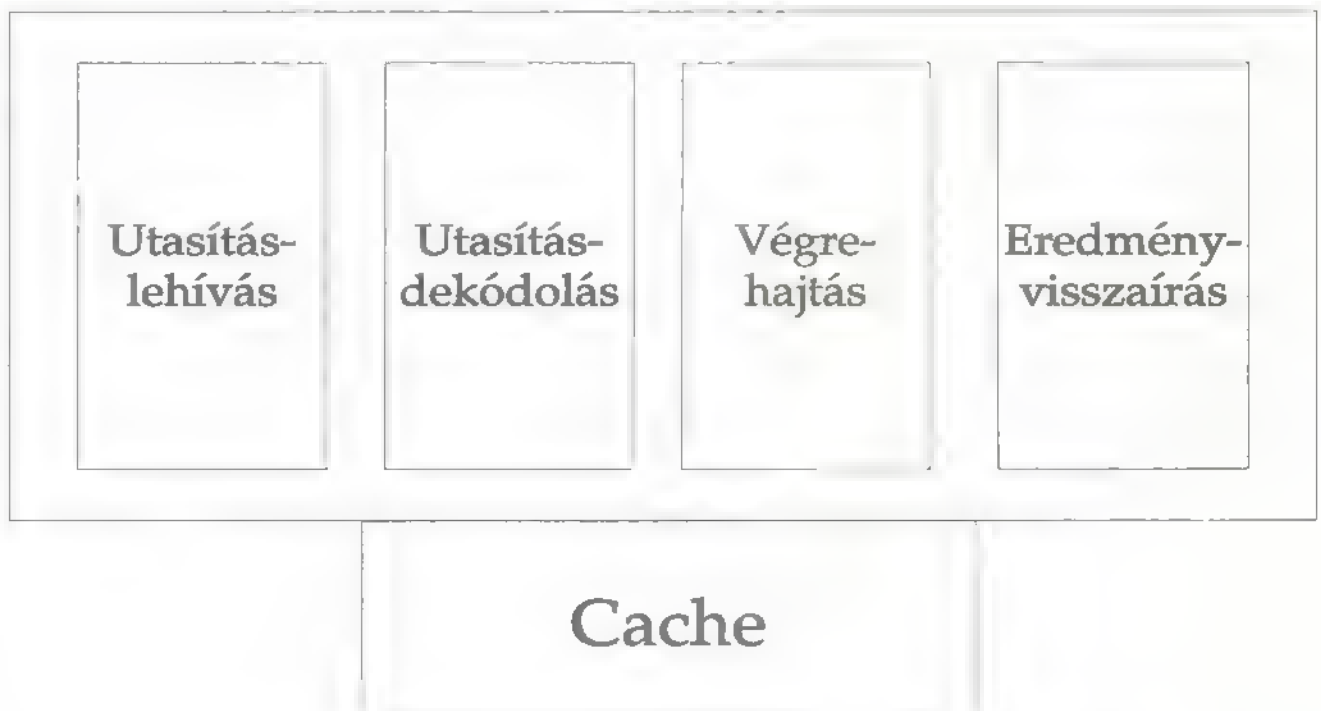 Utasítás-
lehívás
Utasítás-
dekódolás
Végre-
hajtás
Eredmény-
visszaírás
Cache